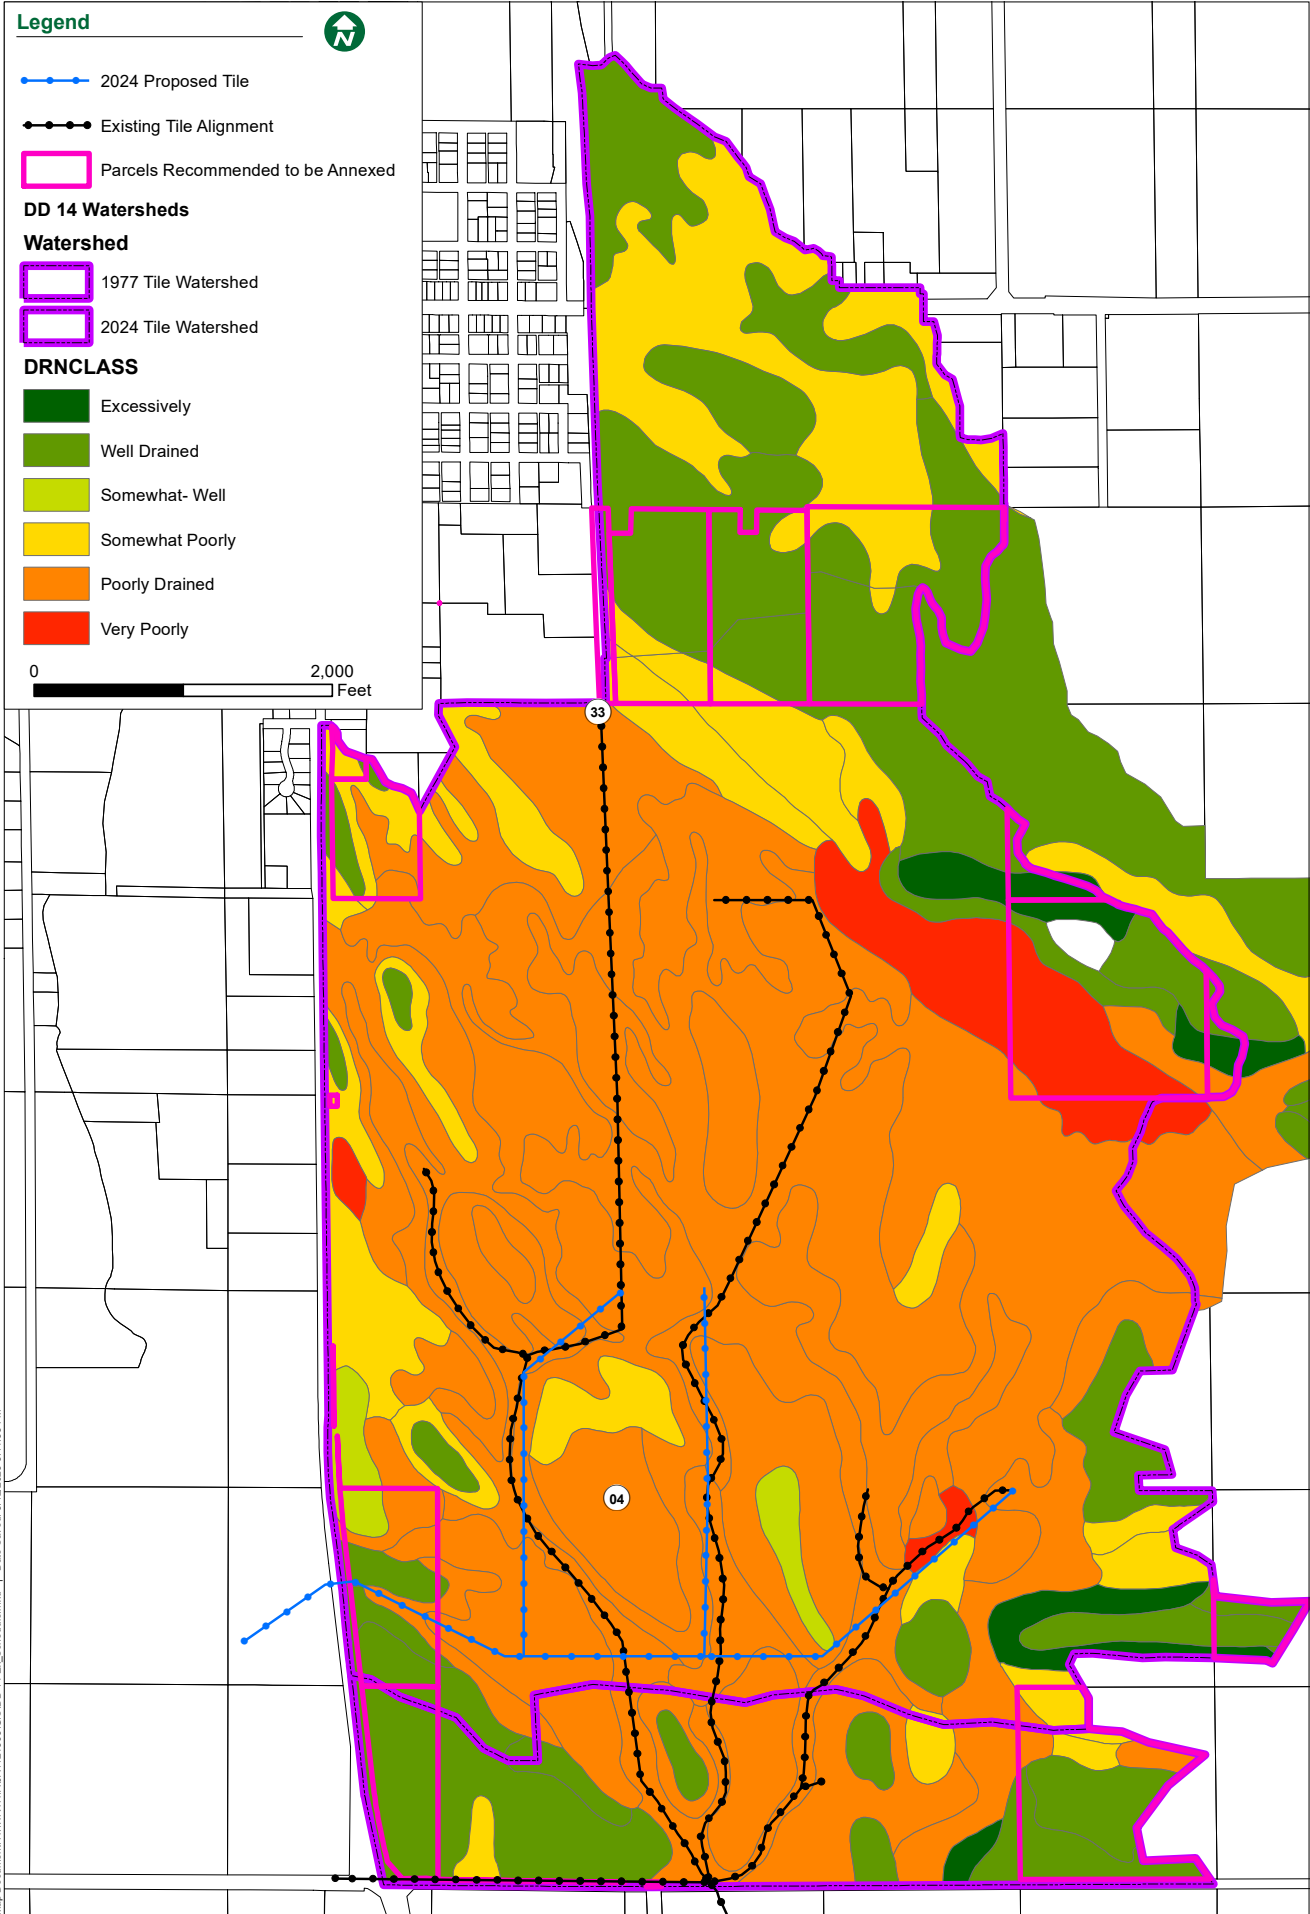 Legend
N
2024 Proposed Tile
Existing Tile Alignment
Parcels Recommended to be Annexed
DD 14 Watersheds
Watershed
1977 Tile Watershed
2024 Tile Watershed
DRNCLASS
Excessively
Well Drained
Somewhat- Well
Somewhat Poorly
Poorly Drained
Very Poorly
0 2,000
Feet
33
04